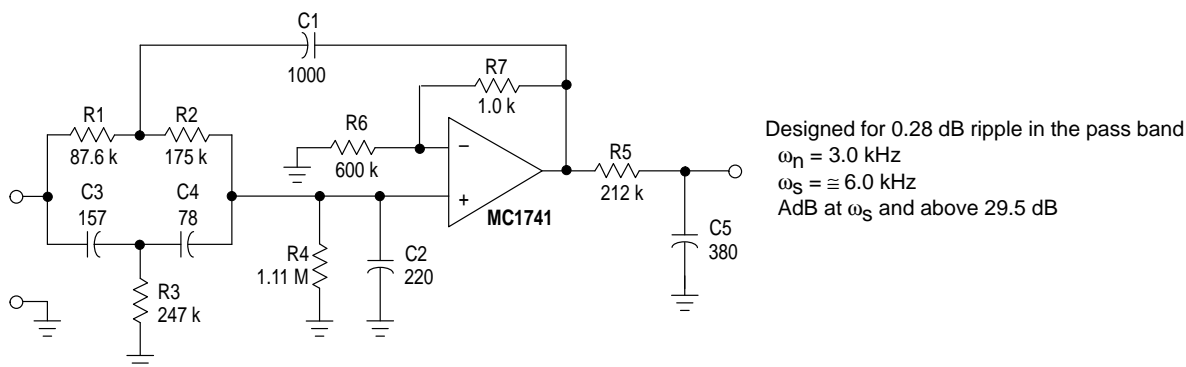 C1
1000
R7
1.0 k
R1
87.6 k
R2
175 k
R6
600 k
Designed for 0.28 dB ripple in the pass band
ωn = 3.0 kHz
ωS = ≅ 6.0 kHz
AdB at ωS and above 29.5 dB
−
+
MC1741
R5
212 k
C3
157
C4
78
R4
1.11 M
C2
220
C5
380
R3
247 k